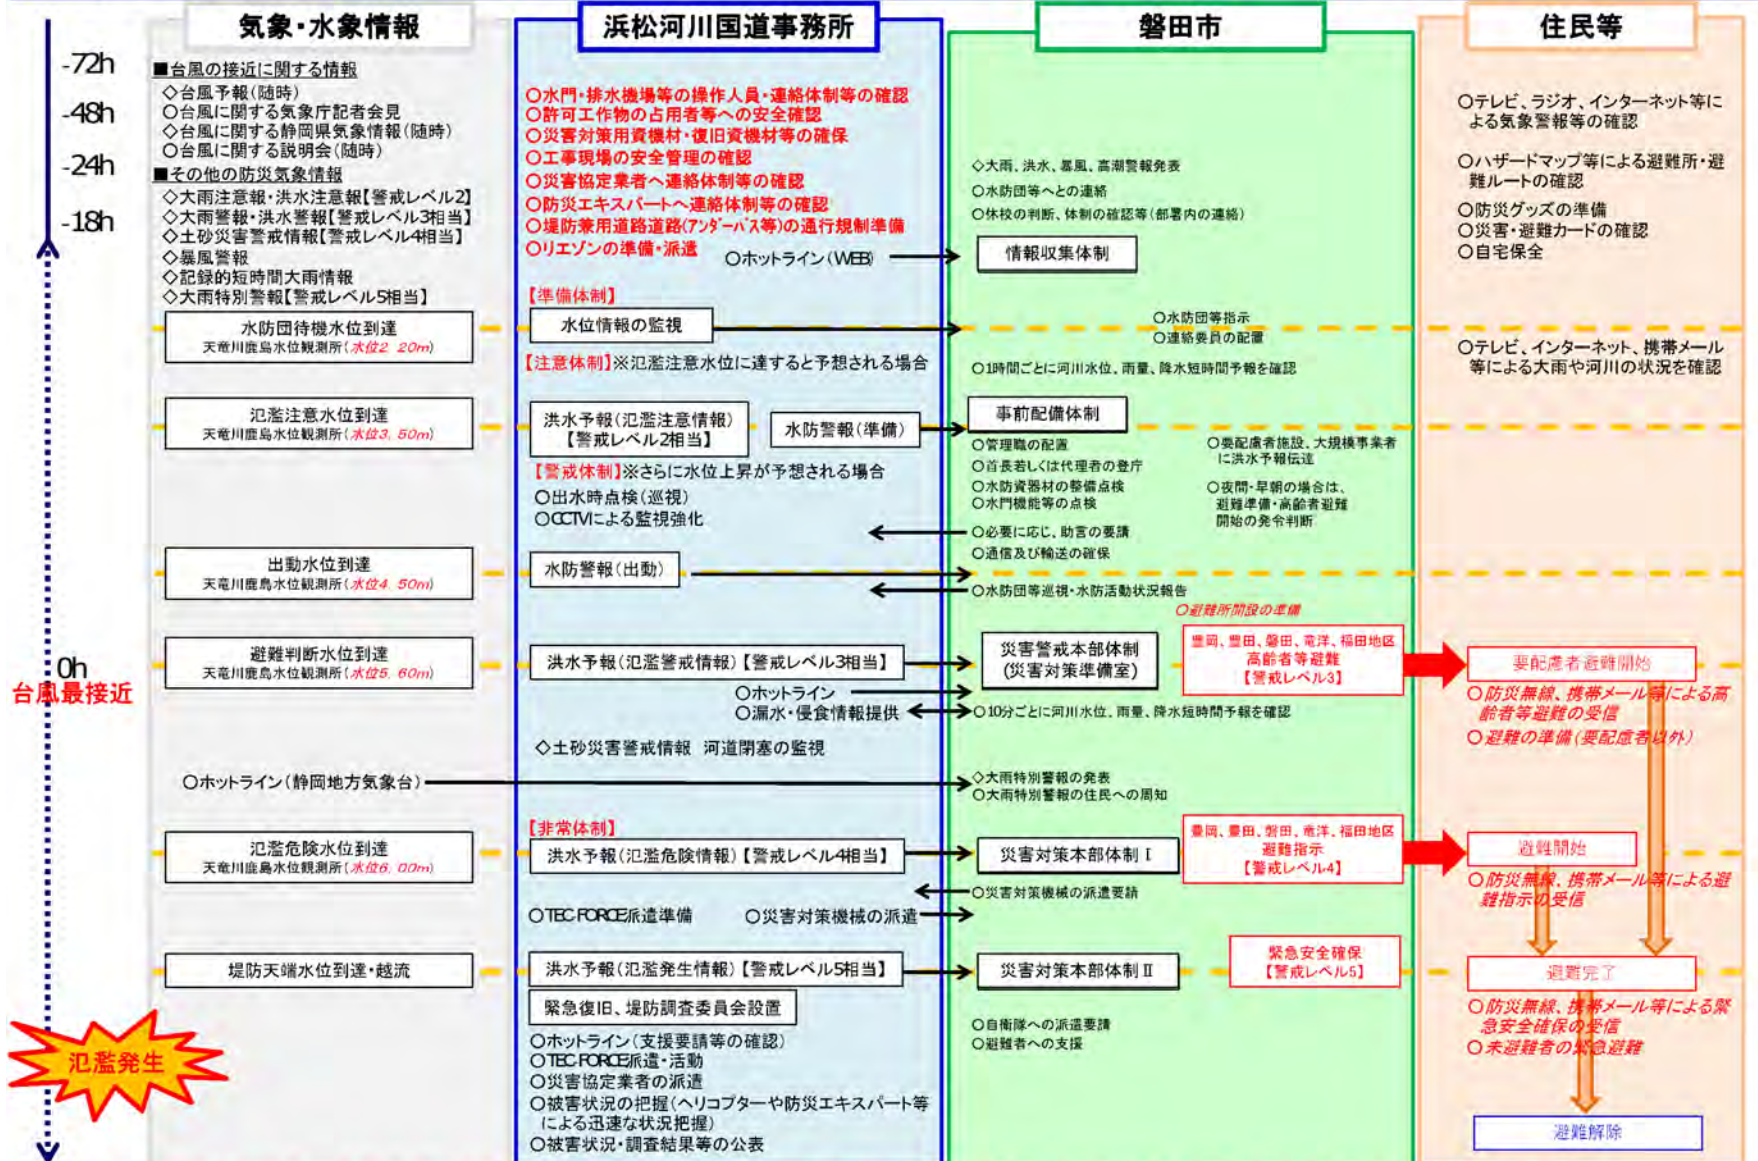 -72h
-48h
-24h
-18h
0h
台風最接近
氾濫発生
気象・水象情報
■台風の接近に関する情報
◇台風予報(随時)
○台風に関する気象庁記者会見
◇台風に関する静岡県気象情報(随時)
○台風に関する説明会(随時)
■その他の防災気象情報
◇大雨注意報・洪水注意報【警戒レベル2】
◇大雨警報・洪水警報【警戒レベル3相当】
◇土砂災害警戒情報【警戒レベル4相当】
◇暴風警報
◇記録的短時間大雨情報
◇大雨特別警報【警戒レベル5相当】
水防団待機水位到達
天竜川鹿島水位観測所(水位2.20m)
氾濫注意水位到達
天竜川鹿島水位観測所(水位3.50m)
出動水位到達
天竜川鹿島水位観測所(水位4.50m)
避難判断水位到達
天竜川鹿島水位観測所(水位5.60m)
○ホットライン(静岡地方気象台)
氾濫危険水位到達
天竜川鹿島水位観測所(水位6.00m)
堤防天端水位到達・越流
浜松河川国道事務所
○水門・排水機場等の操作人員・連絡体制等の確認
○許可工作物の占用者等への安全確認
○災害対策用資機材・復旧資機材等の確保
○工事現場の安全管理の確認
○災害協定業者へ連絡体制等の確認
○防災エキスパートへ連絡体制等の確認
○堤防兼用道路道路(アンダーパス等)の通行規制準備
○リエゾンの準備・派遣
○ホットライン(WEB)
【準備体制】
水位情報の監視
【注意体制】※氾濫注意水位に達すると予想される場合
洪水予報(氾濫注意情報)
【警戒レベル2相当】
水防警報(準備)
【警戒体制】※さらに水位上昇が予想される場合
○出水時点検(巡視)
○CCTVによる監視強化
水防警報(出動)
洪水予報(氾濫警戒情報)【警戒レベル3相当】
○ホットライン
○漏水・侵食情報提供
◇土砂災害警戒情報 河道閉塞の監視
【非常体制】
洪水予報(氾濫危険情報)【警戒レベル4相当】
○TEC-FORCE派遣準備
○災害対策機械の派遣
洪水予報(氾濫発生情報)【警戒レベル5相当】
緊急復旧、堤防調査委員会設置
○ホットライン(支援要請等の確認)
○TEC-FORCE派遣・活動
○災害協定業者の派遣
○被害状況の把握(ヘリコプターや防災エキスパート等
による迅速な状況把握)
○被害状況・調査結果等の公表
磐田市
◇大雨、洪水、暴風、高潮警報発表
○水防団等への連絡
○休校の判断、体制の確認等(部署内の連絡)
情報収集体制
○水防団等指示
○連絡要員の配置
○1時間ごとに河川水位、雨量、降水短時間予報を確認
事前配備体制
○管理職の配置
○首長若しくは代理者の登庁
○水防資器材の整備点検
○水門機能等の点検
○必要に応じ、助言の要請
○通信及び輸送の確保
○要配慮者施設、大規模事業者
に洪水予報伝達
○夜間・早朝の場合は、
避難準備・高齢者避難
開始の発令判断
○水防団等巡視・水防活動状況報告
○避難所開設の準備
災害警戒本部体制
(災害対策準備室)
豊岡、豊田、磐田、竜洋、福田地区
高齢者等避難
【警戒レベル3】
○10分ごとに河川水位、雨量、降水短時間予報を確認
◇大雨特別警報の発表
○大雨特別警報の住民への周知
災害対策本部体制Ⅰ
豊岡、豊田、磐田、竜洋、福田地区
避難指示
【警戒レベル4】
○災害対策機械の派遣要請
災害対策本部体制Ⅱ
緊急安全確保
【警戒レベル5】
○自衛隊への派遣要請
○避難者への支援
住民等
○テレビ、ラジオ、インターネット等に
よる気象警報等の確認
○ハザードマップ等による避難所・避
難ルートの確認
○防災グッズの準備
○災害・避難カードの確認
○自宅保全
○テレビ、インターネット、携帯メール
等による大雨や河川の状況を確認
要配慮者避難開始
○防災無線、携帯メール等による高
齢者等避難の受信
○避難の準備(要配慮者以外)
避難開始
○防災無線、携帯メール等による避
難指示の受信
避難完了
○防災無線、携帯メール等による緊
急安全確保の受信
○未避難者の緊急避難
避難解除